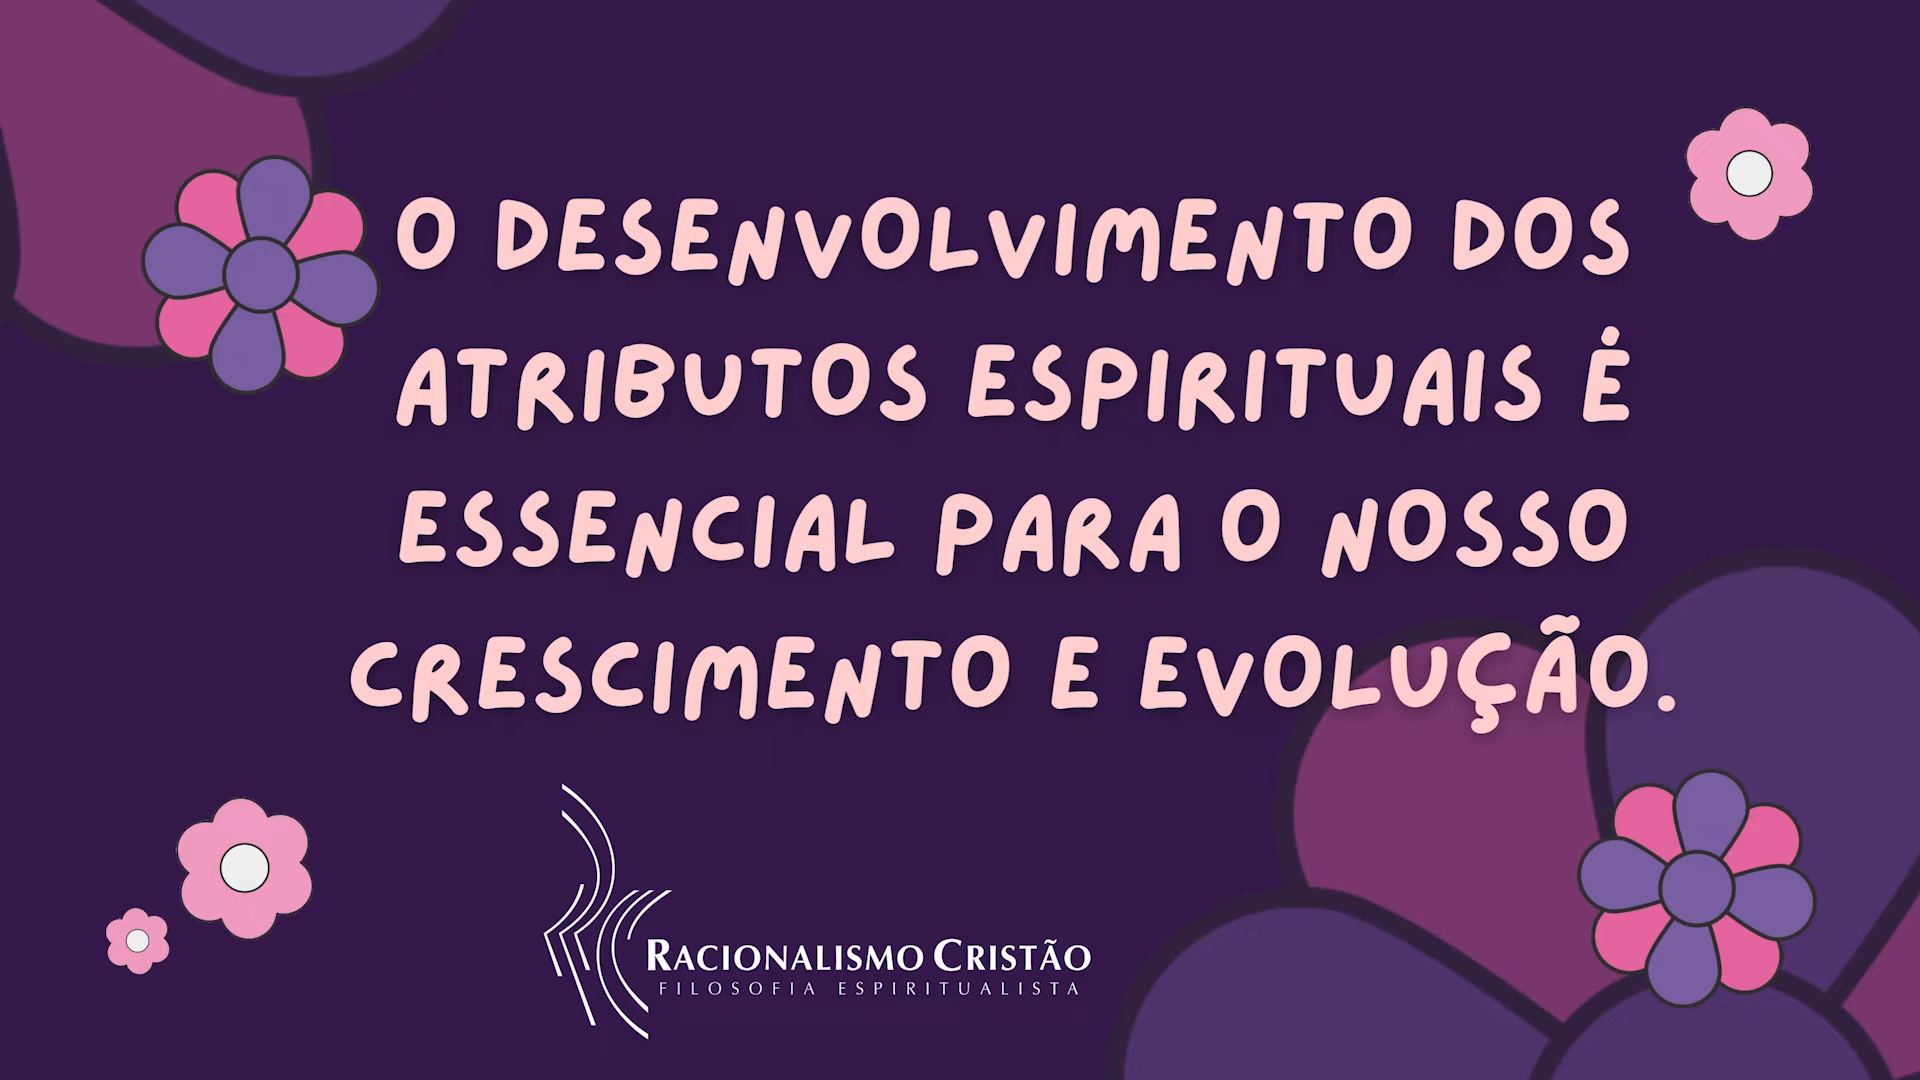 O DESENVOLVIMENTO DOS
ATRIBUTOS ESPIRITUAIS É
ESSENCIAL PARA O NOSSO
CRESCIMENTO E EVOLUÇÃO.
RACIONALISMO CRISTÃO
FILOSOFIA ESPIRITUALISTA